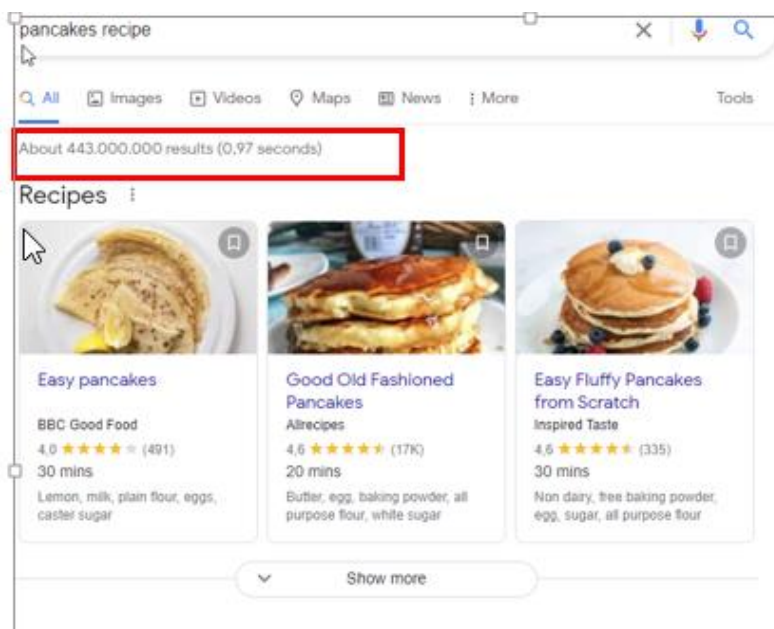 pancakes recipe
All Images Videos Maps News More Tools
About 443.000.000 results (0,97 seconds)
Recipes
Easy pancakes
BBC Good Food
4,0 (491)
30 mins
Lemon, milk, plain flour, eggs,
caster sugar
Good Old Fashioned
Pancakes
Allrecipes
4,6 (17K)
20 mins
Butter, egg, baking powder, all
purpose flour, white sugar
Easy Fluffy Pancakes
from Scratch
Inspired Taste
4,6 (335)
30 mins
Non dairy, free baking powder,
egg, sugar, all purpose flour
Show more